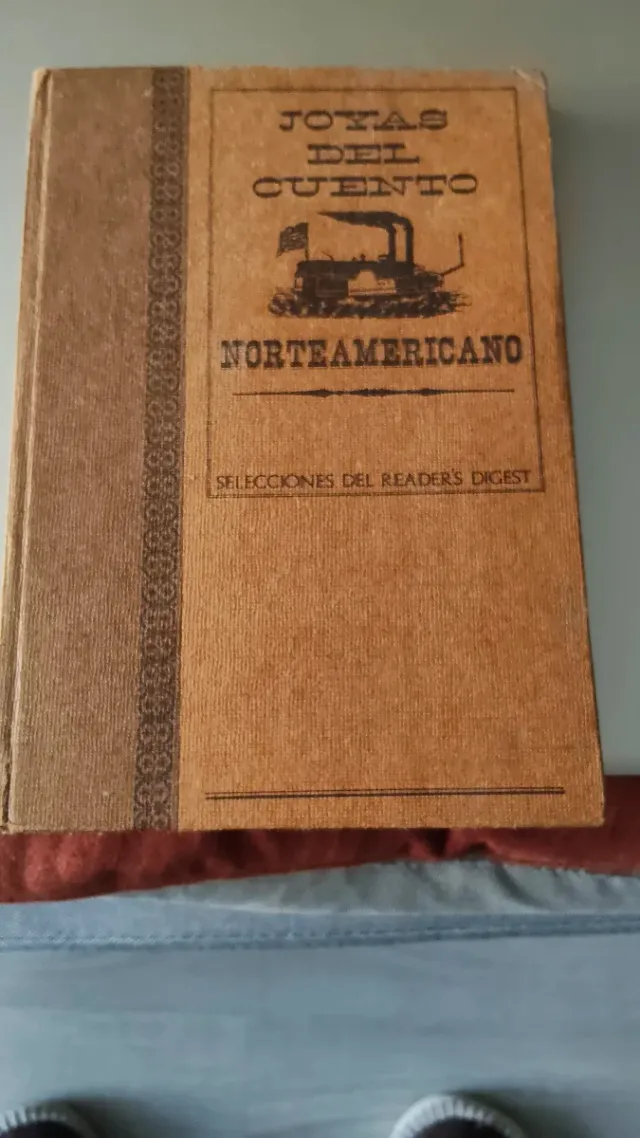 JOYAS
DEL
CUENTO
NORTEAMERICANO
SELECCIONES DEL READER'S DIGEST